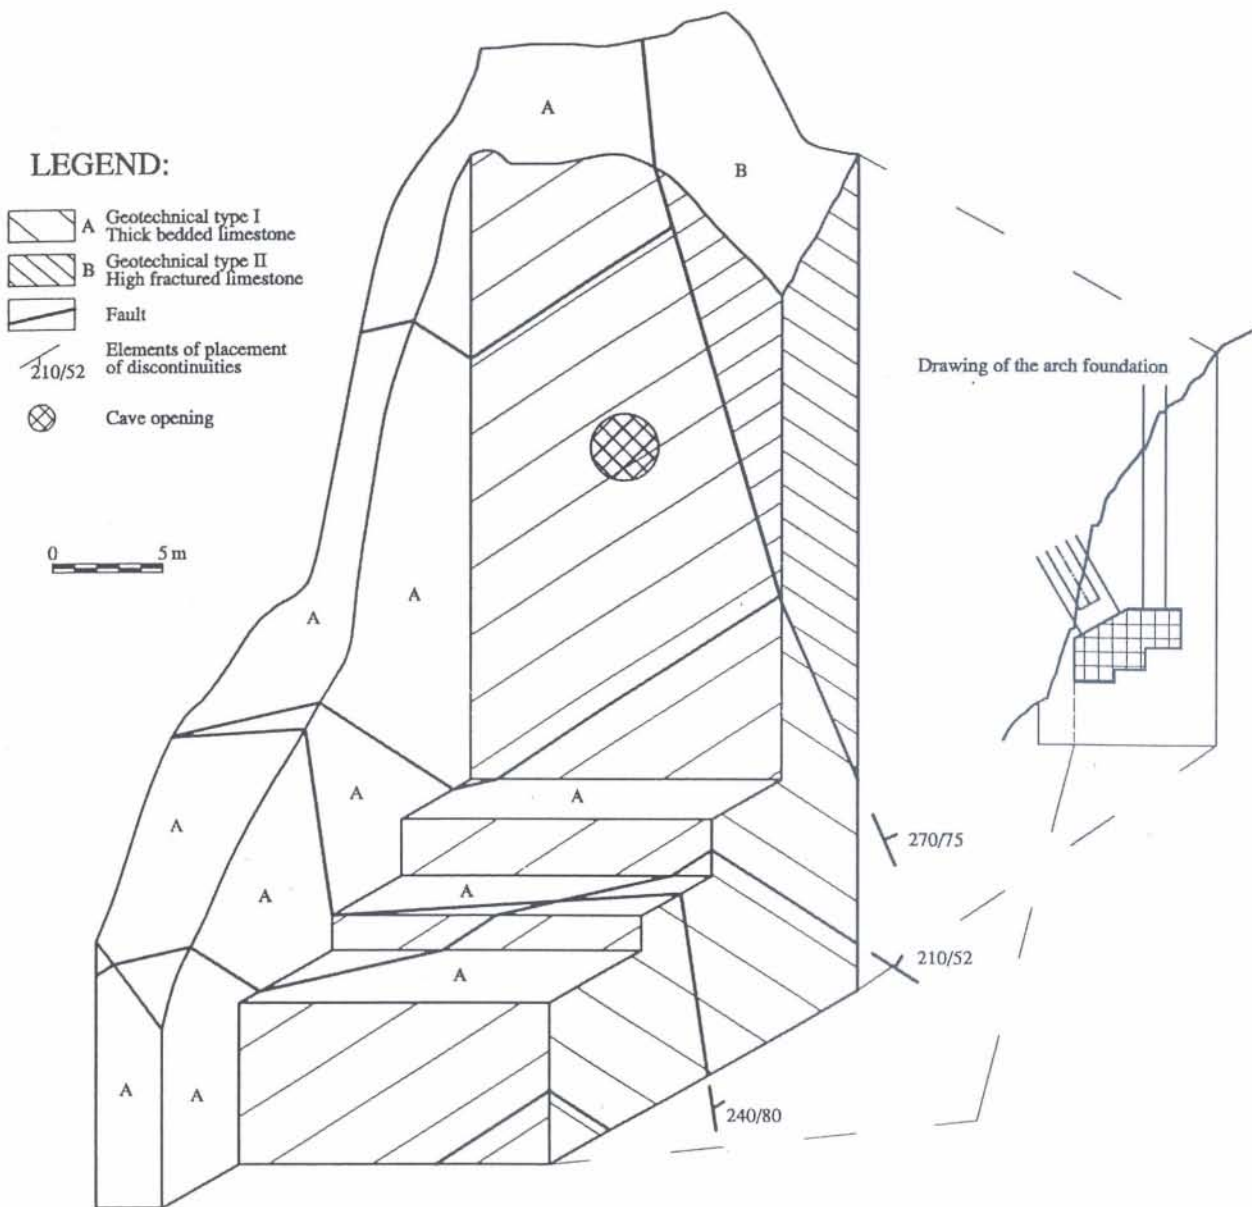 LEGEND:
A Geotechnical type I
Thick bedded limestone
B Geotechnical type II
High fractured limestone
Fault
210/52 Elements of placement
of discontinuities
Cave opening
0 5 m
A
B
Drawing of the arch foundation
A
A
A
A
A
270/75
A
A
A
210/52
A
A
240/80